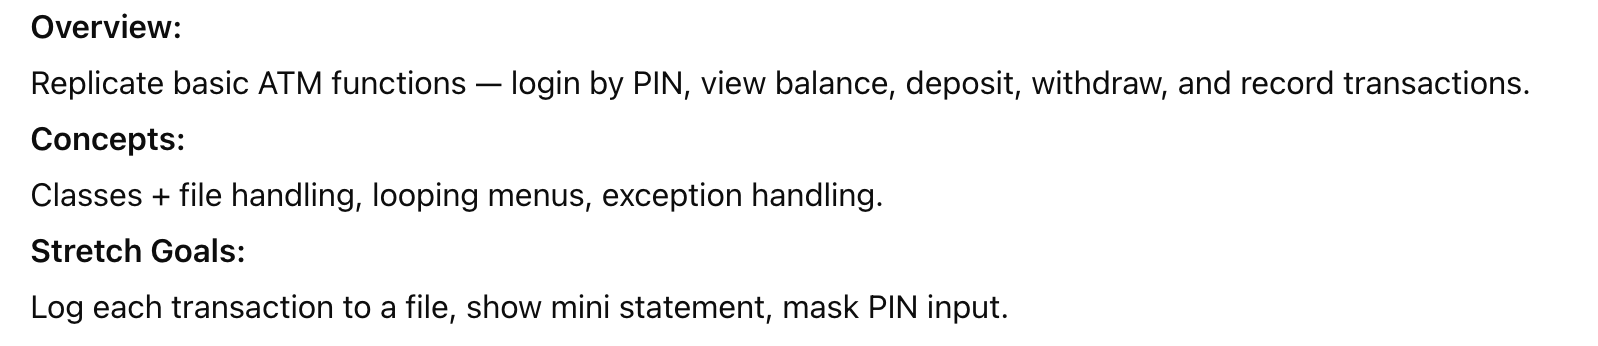 Overview:
Replicate basic ATM functions — login by PIN, view balance, deposit, withdraw, and record transactions.
Concepts:
Classes + file handling, looping menus, exception handling.
Stretch Goals:
Log each transaction to a file, show mini statement, mask PIN input.